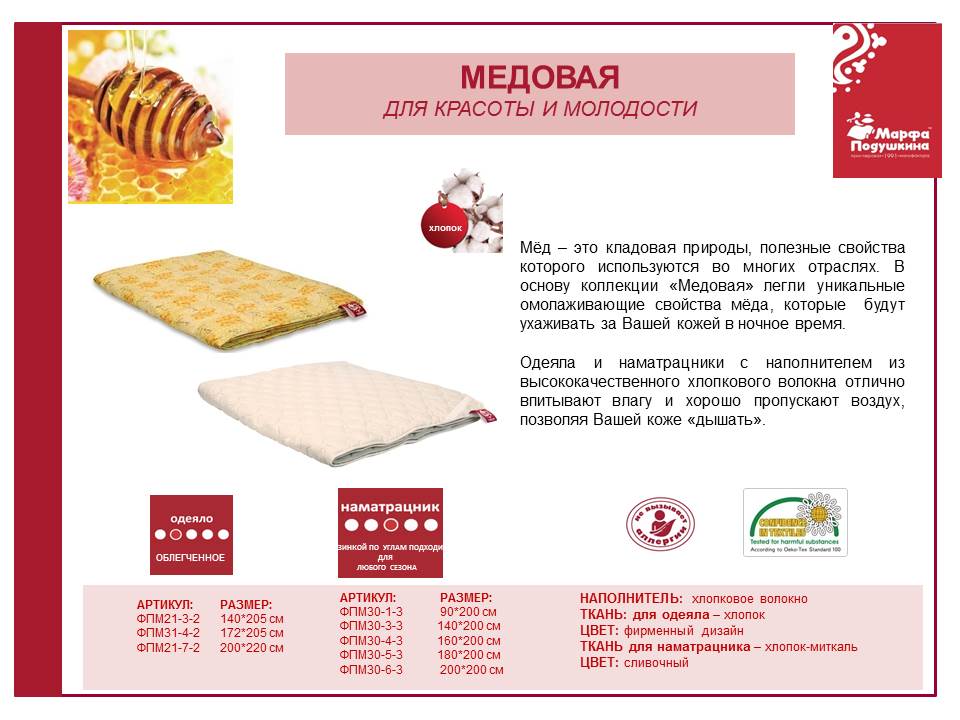 МЕДОВАЯ
ДЛЯ КРАСОТЫ И МОЛОДОСТИ
Марфа
Подушкина
хлопок
Мёд – это кладовая природы, полезные свойства
которого используются во многих отраслях. В
основу коллекции «Медовая» легли уникальные
омолаживающие свойства мёда, которые будут
ухаживать за Вашей кожей в ночное время.
Одеяла и наматрацники с наполнителем из
высококачественного хлопкового волокна отлично
впитывают влагу и хорошо пропускают воздух,
позволяя Вашей коже «дышать».
одеяло
ОБЛЕГЧЕННОЕ
наматрацник
ЗИНКОЙ ПО УГЛАМ ПОДХОДИ
ДЛЯ
ЛЮБОГО СЕЗОНА
не вызывает
аллергии
CONFIDENCE
IN TEXTILES
Tested for harmful substances
According to Oeko-Tex Standard 100
АРТИКУЛ: РАЗМЕР:
ФПМ21-3-2 140*205 см
ФПМ31-4-2 172*205 см
ФПМ21-7-2 200*220 см
АРТИКУЛ: РАЗМЕР:
ФПМ30-1-3 90*200 см
ФПМ30-3-3 140*200 см
ФПМ30-4-3 160*200 см
ФПМ30-5-3 180*200 см
ФПМ30-6-3 200*200 см
НАПОЛНИТЕЛЬ: хлопковое волокно
ТКАНЬ: для одеяла – хлопок
ЦВЕТ: фирменный дизайн
ТКАНЬ для наматрацника – хлопок-миткаль
ЦВЕТ: сливочный